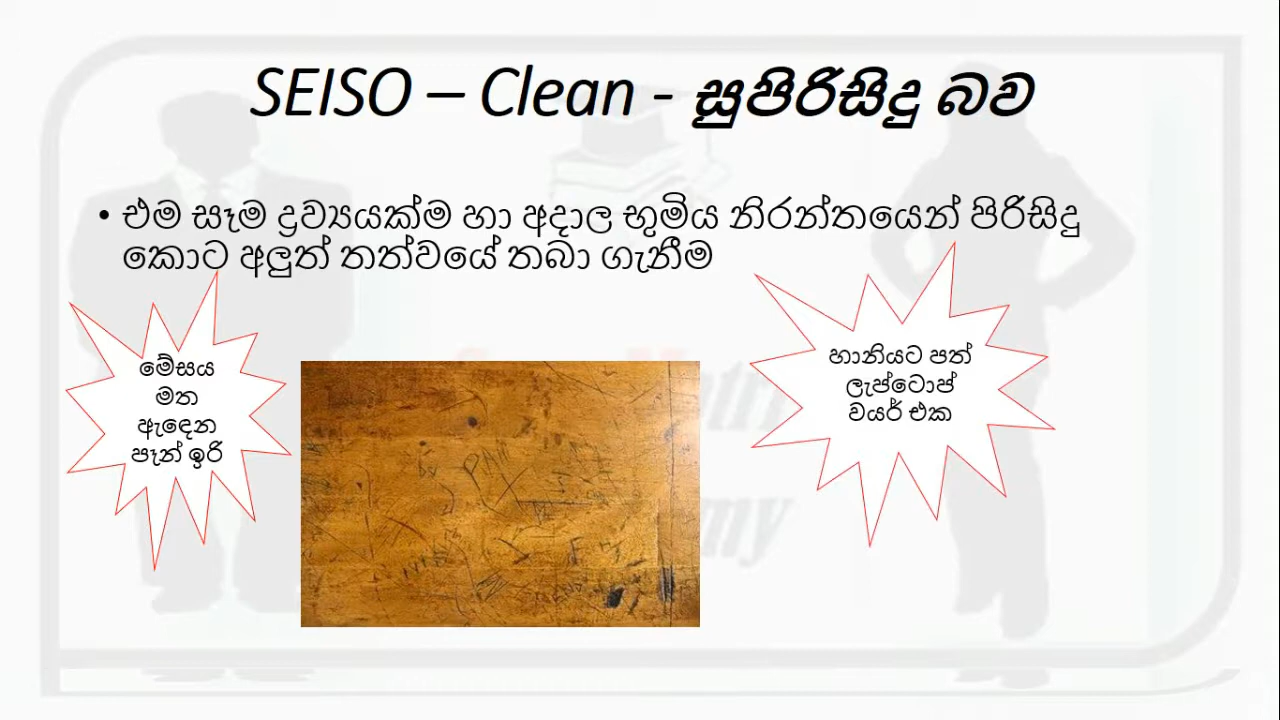 SEISO – Clean - සුපිරිසිදු බව
• එම සෑම ද්‍රව්‍යයක්ම හා අදාල භුමිය නිරන්තයෙන් පිරිසිදු
කොට අලුත් තත්වයේ තබා ගැනීම
මේසය
මත
ඇඳෙන
පෑන් ඉරි
හානියට පත්
ලැප්ටොප්
වයර් එක